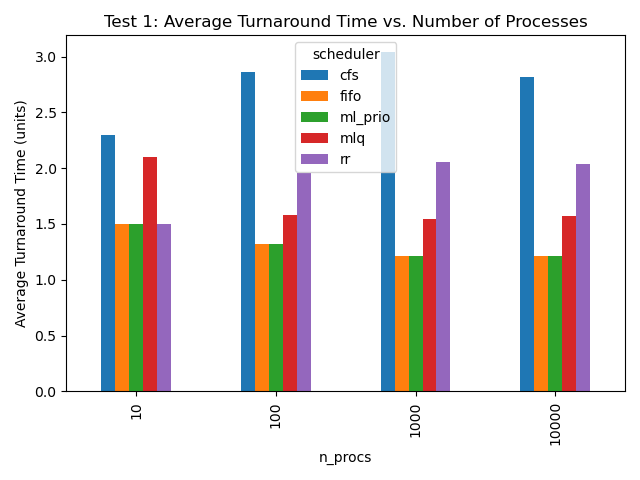 Test 1: Average Turnaround Time vs. Number of Processes
Average Turnaround Time (units)
3.0
2.5
2.0
1.5
1.0
0.5
0.0
scheduler
cfs
fifo
ml_prio
mlq
rr
10
100
1000
10000
n_procs